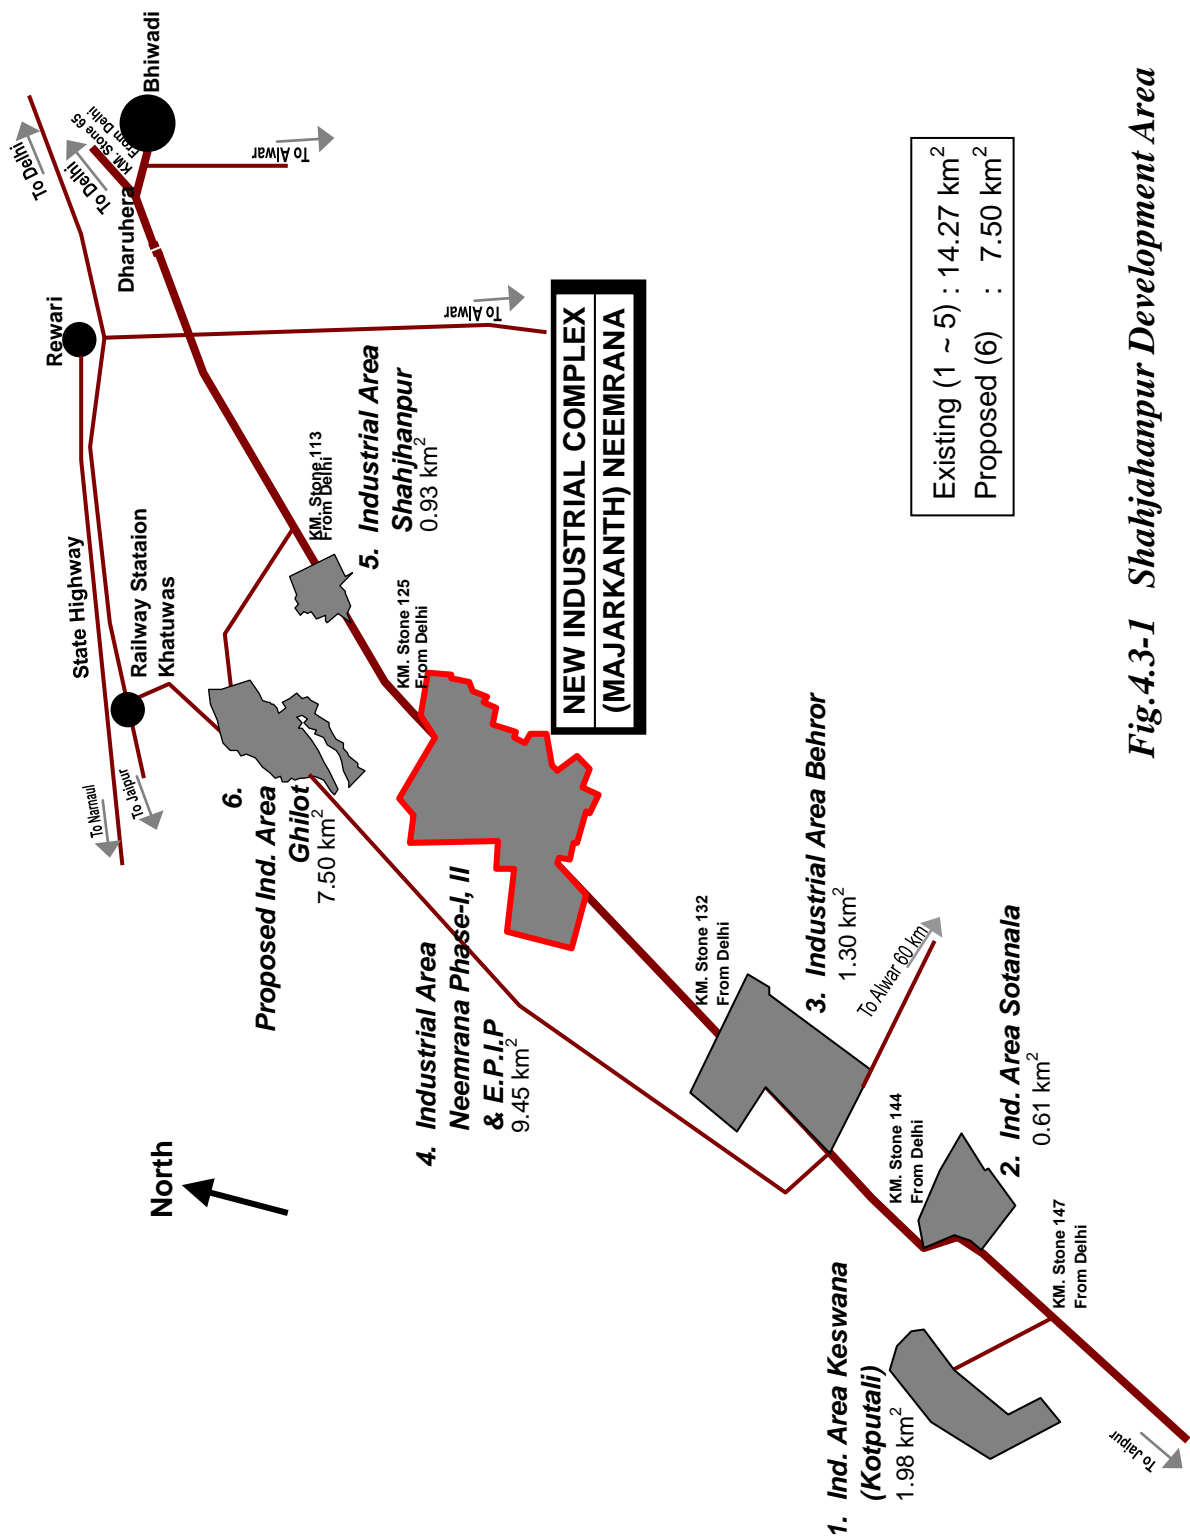 Bhiwadi
KM. Stone 65
From Delhi
To Delhi
To Delhi
To Alwar
Dharuhera
Rewari
To Alwar
State Highway
Railway Stataion
Khatuwas
To Narnaul
To Jaipur
KM. Stone 113
From Delhi
5. Industrial Area
Shahjhanpur
0.93 km²
KM. Stone 125
From Delhi
NEW INDUSTRIAL COMPLEX
(MAJARKANTH) NEEMRANA
6.
Proposed Ind. Area
Ghilot
7.50 km²
4. Industrial Area
Neemrana Phase-I, II
& E.P.I.P
9.45 km²
KM. Stone 132
From Delhi
3. Industrial Area Behror
1.30 km²
To Alwar 60 km
KM. Stone 144
From Delhi
2. Ind. Area Sotanala
0.61 km²
KM. Stone 147
From Delhi
1. Ind. Area Keswana
(Kotputali)
1.98 km²
To Jaipur
North
Existing (1 ~ 5) : 14.27 km²
Proposed (6) : 7.50 km²
Fig.4.3-1 Shahjahanpur Development Area